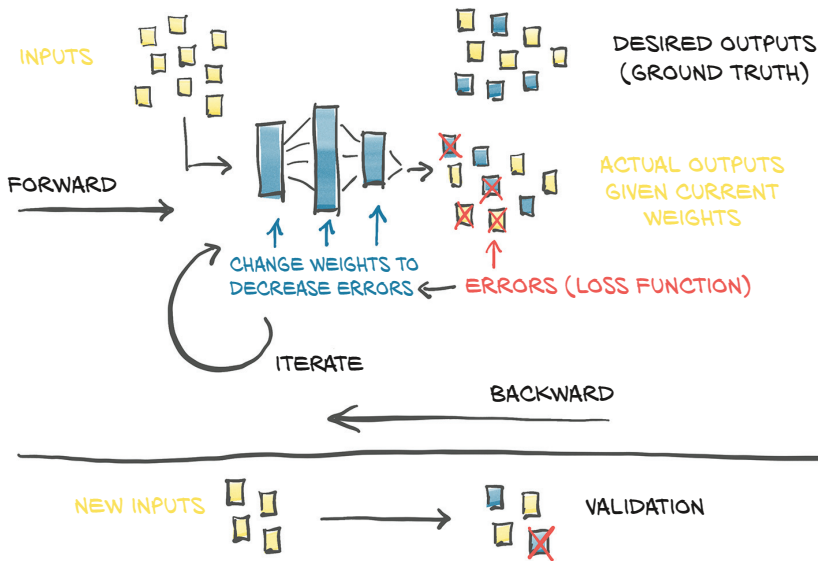 INPUTS
DESIRED OUTPUTS
(GROUND TRUTH)
FORWARD
ACTUAL OUTPUTS
GIVEN CURRENT
WEIGHTS
CHANGE WEIGHTS TO
DECREASE ERRORS
ERRORS (LOSS FUNCTION)
ITERATE
BACKWARD
NEW INPUTS
VALIDATION